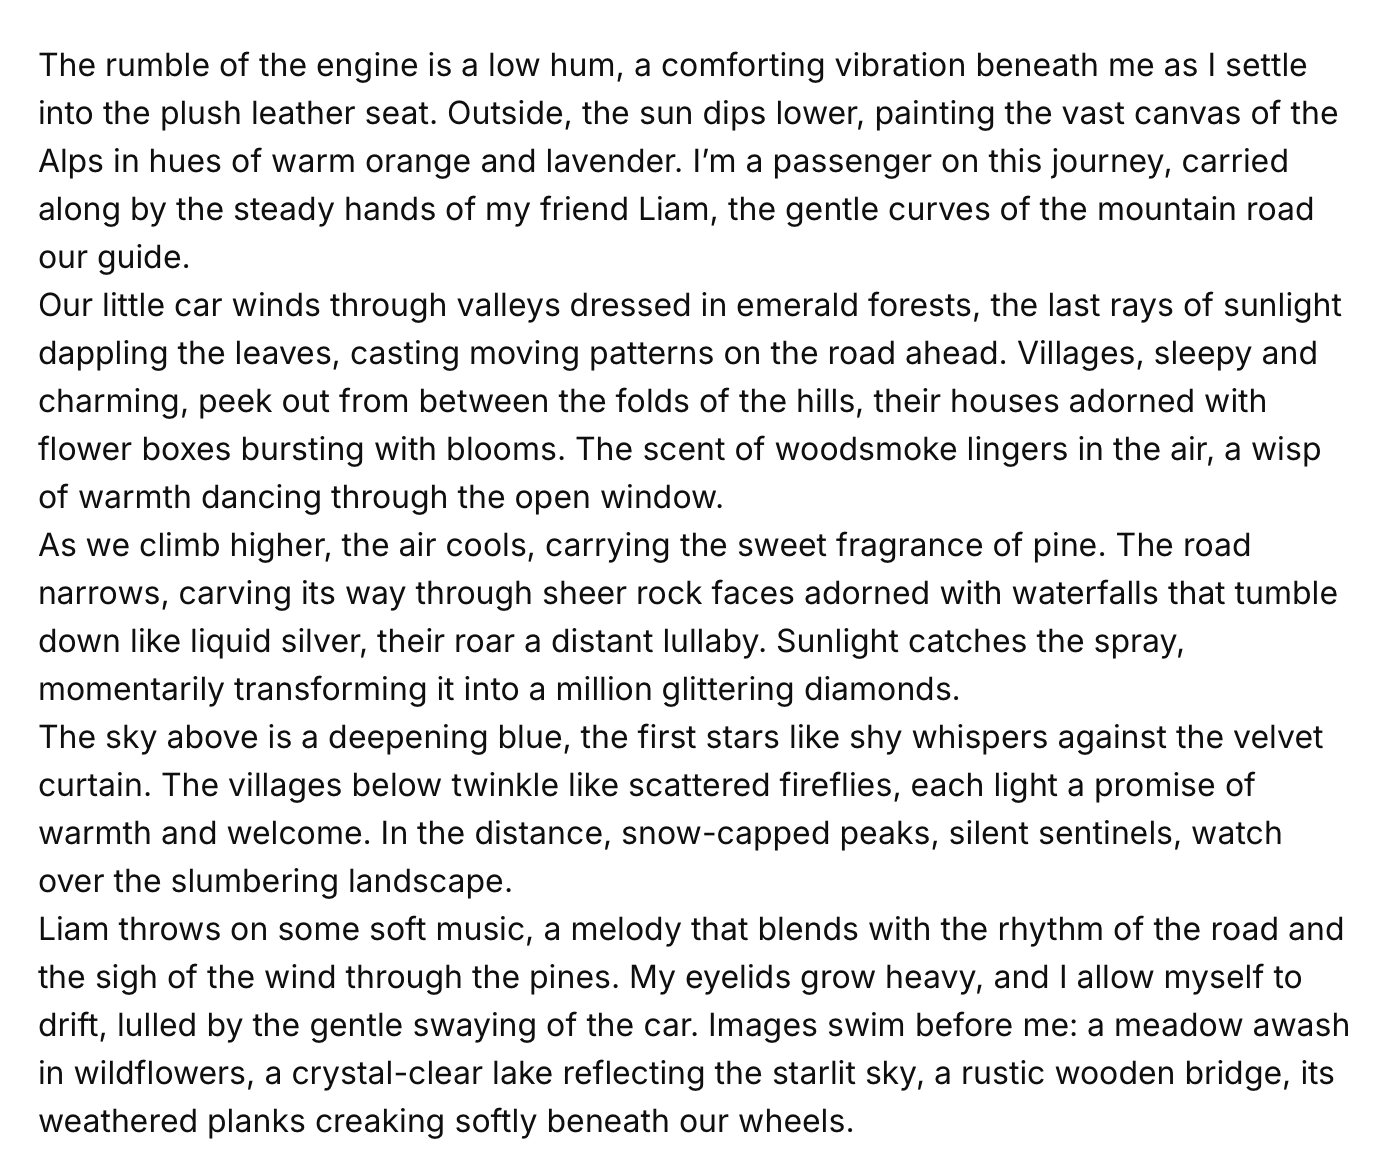 The rumble of the engine is a low hum, a comforting vibration beneath me as I settle
into the plush leather seat. Outside, the sun dips lower, painting the vast canvas of the
Alps in hues of warm orange and lavender. I’m a passenger on this journey, carried
along by the steady hands of my friend Liam, the gentle curves of the mountain road
our guide.
Our little car winds through valleys dressed in emerald forests, the last rays of sunlight
dappling the leaves, casting moving patterns on the road ahead. Villages, sleepy and
charming, peek out from between the folds of the hills, their houses adorned with
flower boxes bursting with blooms. The scent of woodsmoke lingers in the air, a wisp
of warmth dancing through the open window.
As we climb higher, the air cools, carrying the sweet fragrance of pine. The road
narrows, carving its way through sheer rock faces adorned with waterfalls that tumble
down like liquid silver, their roar a distant lullaby. Sunlight catches the spray,
momentarily transforming it into a million glittering diamonds.
The sky above is a deepening blue, the first stars like shy whispers against the velvet
curtain. The villages below twinkle like scattered fireflies, each light a promise of
warmth and welcome. In the distance, snow-capped peaks, silent sentinels, watch
over the slumbering landscape.
Liam throws on some soft music, a melody that blends with the rhythm of the road and
the sigh of the wind through the pines. My eyelids grow heavy, and I allow myself to
drift, lulled by the gentle swaying of the car. Images swim before me: a meadow awash
in wildflowers, a crystal-clear lake reflecting the starlit sky, a rustic wooden bridge, its
weathered planks creaking softly beneath our wheels.